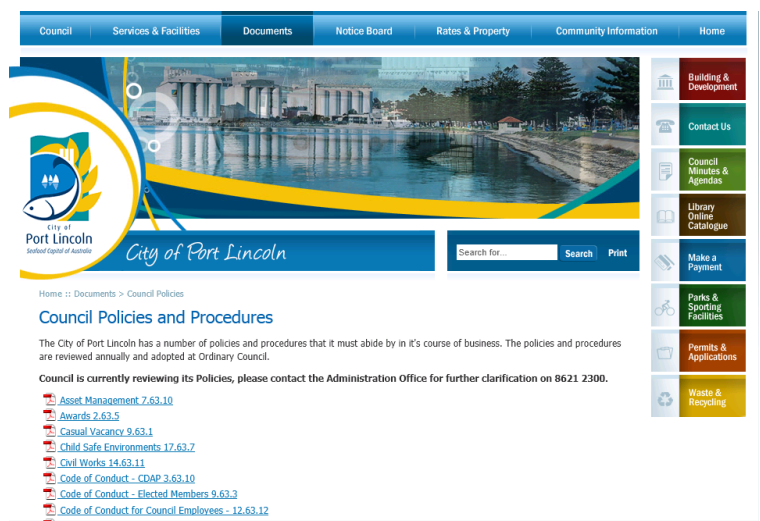 Council Services & Facilities Documents Notice Board Rates & Property Community Information Home
Building &
Development
Contact Us
Council
Minutes &
Agendas
Library
Online
Catalogue
Make a
Payment
Parks &
Sporting
Facilities
Permits &
Applications
Waste &
Recycling
City of
Port Lincoln
Seafood Capital of Australia
City of Port Lincoln
Search for... Search Print
Home :: Documents > Council Policies
Council Policies and Procedures
The City of Port Lincoln has a number of policies and procedures that it must abide by in it's course of business. The policies and procedures
are reviewed annually and adopted at Ordinary Council.
Council is currently reviewing its Policies, please contact the Administration Office for further clarification on 8621 2300.
Asset Management 7.63.10
Awards 2.63.5
Casual Vacancy 9.63.1
Child Safe Environments 17.63.7
Civil Works 14.63.11
Code of Conduct - CDAP 3.63.10
Code of Conduct - Elected Members 9.63.3
Code of Conduct for Council Employees - 12.63.12